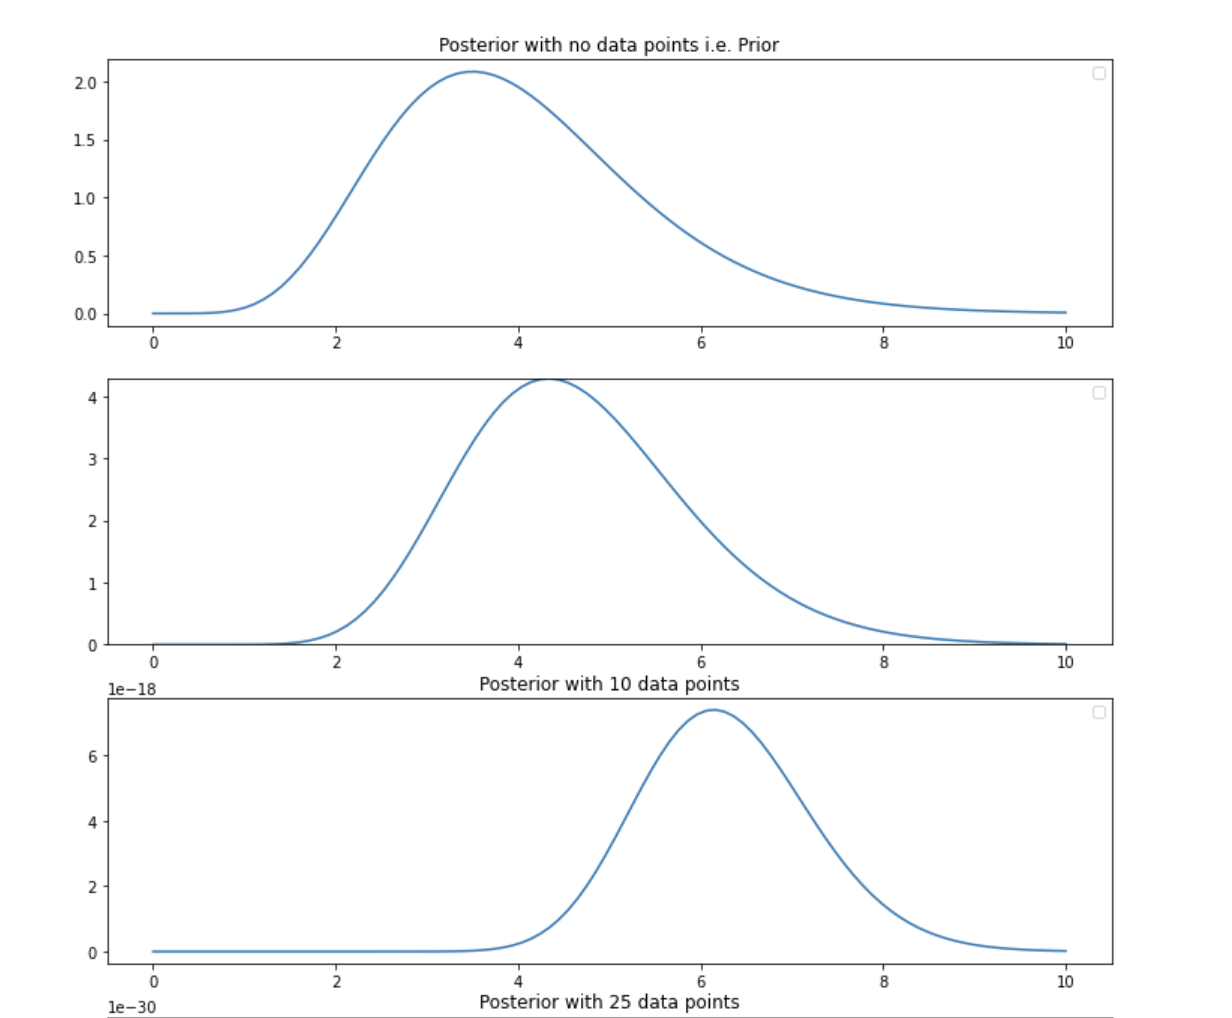 Posterior with no data points i.e. Prior
2.0
1.5
1.0
0.5
0.0
0 2 4 6 8 10
4
3
2
1
0
0 2 4 6 8 10
1e−18 Posterior with 10 data points
6
4
2
0
0 2 4 6 8 10
1e−30 Posterior with 25 data points